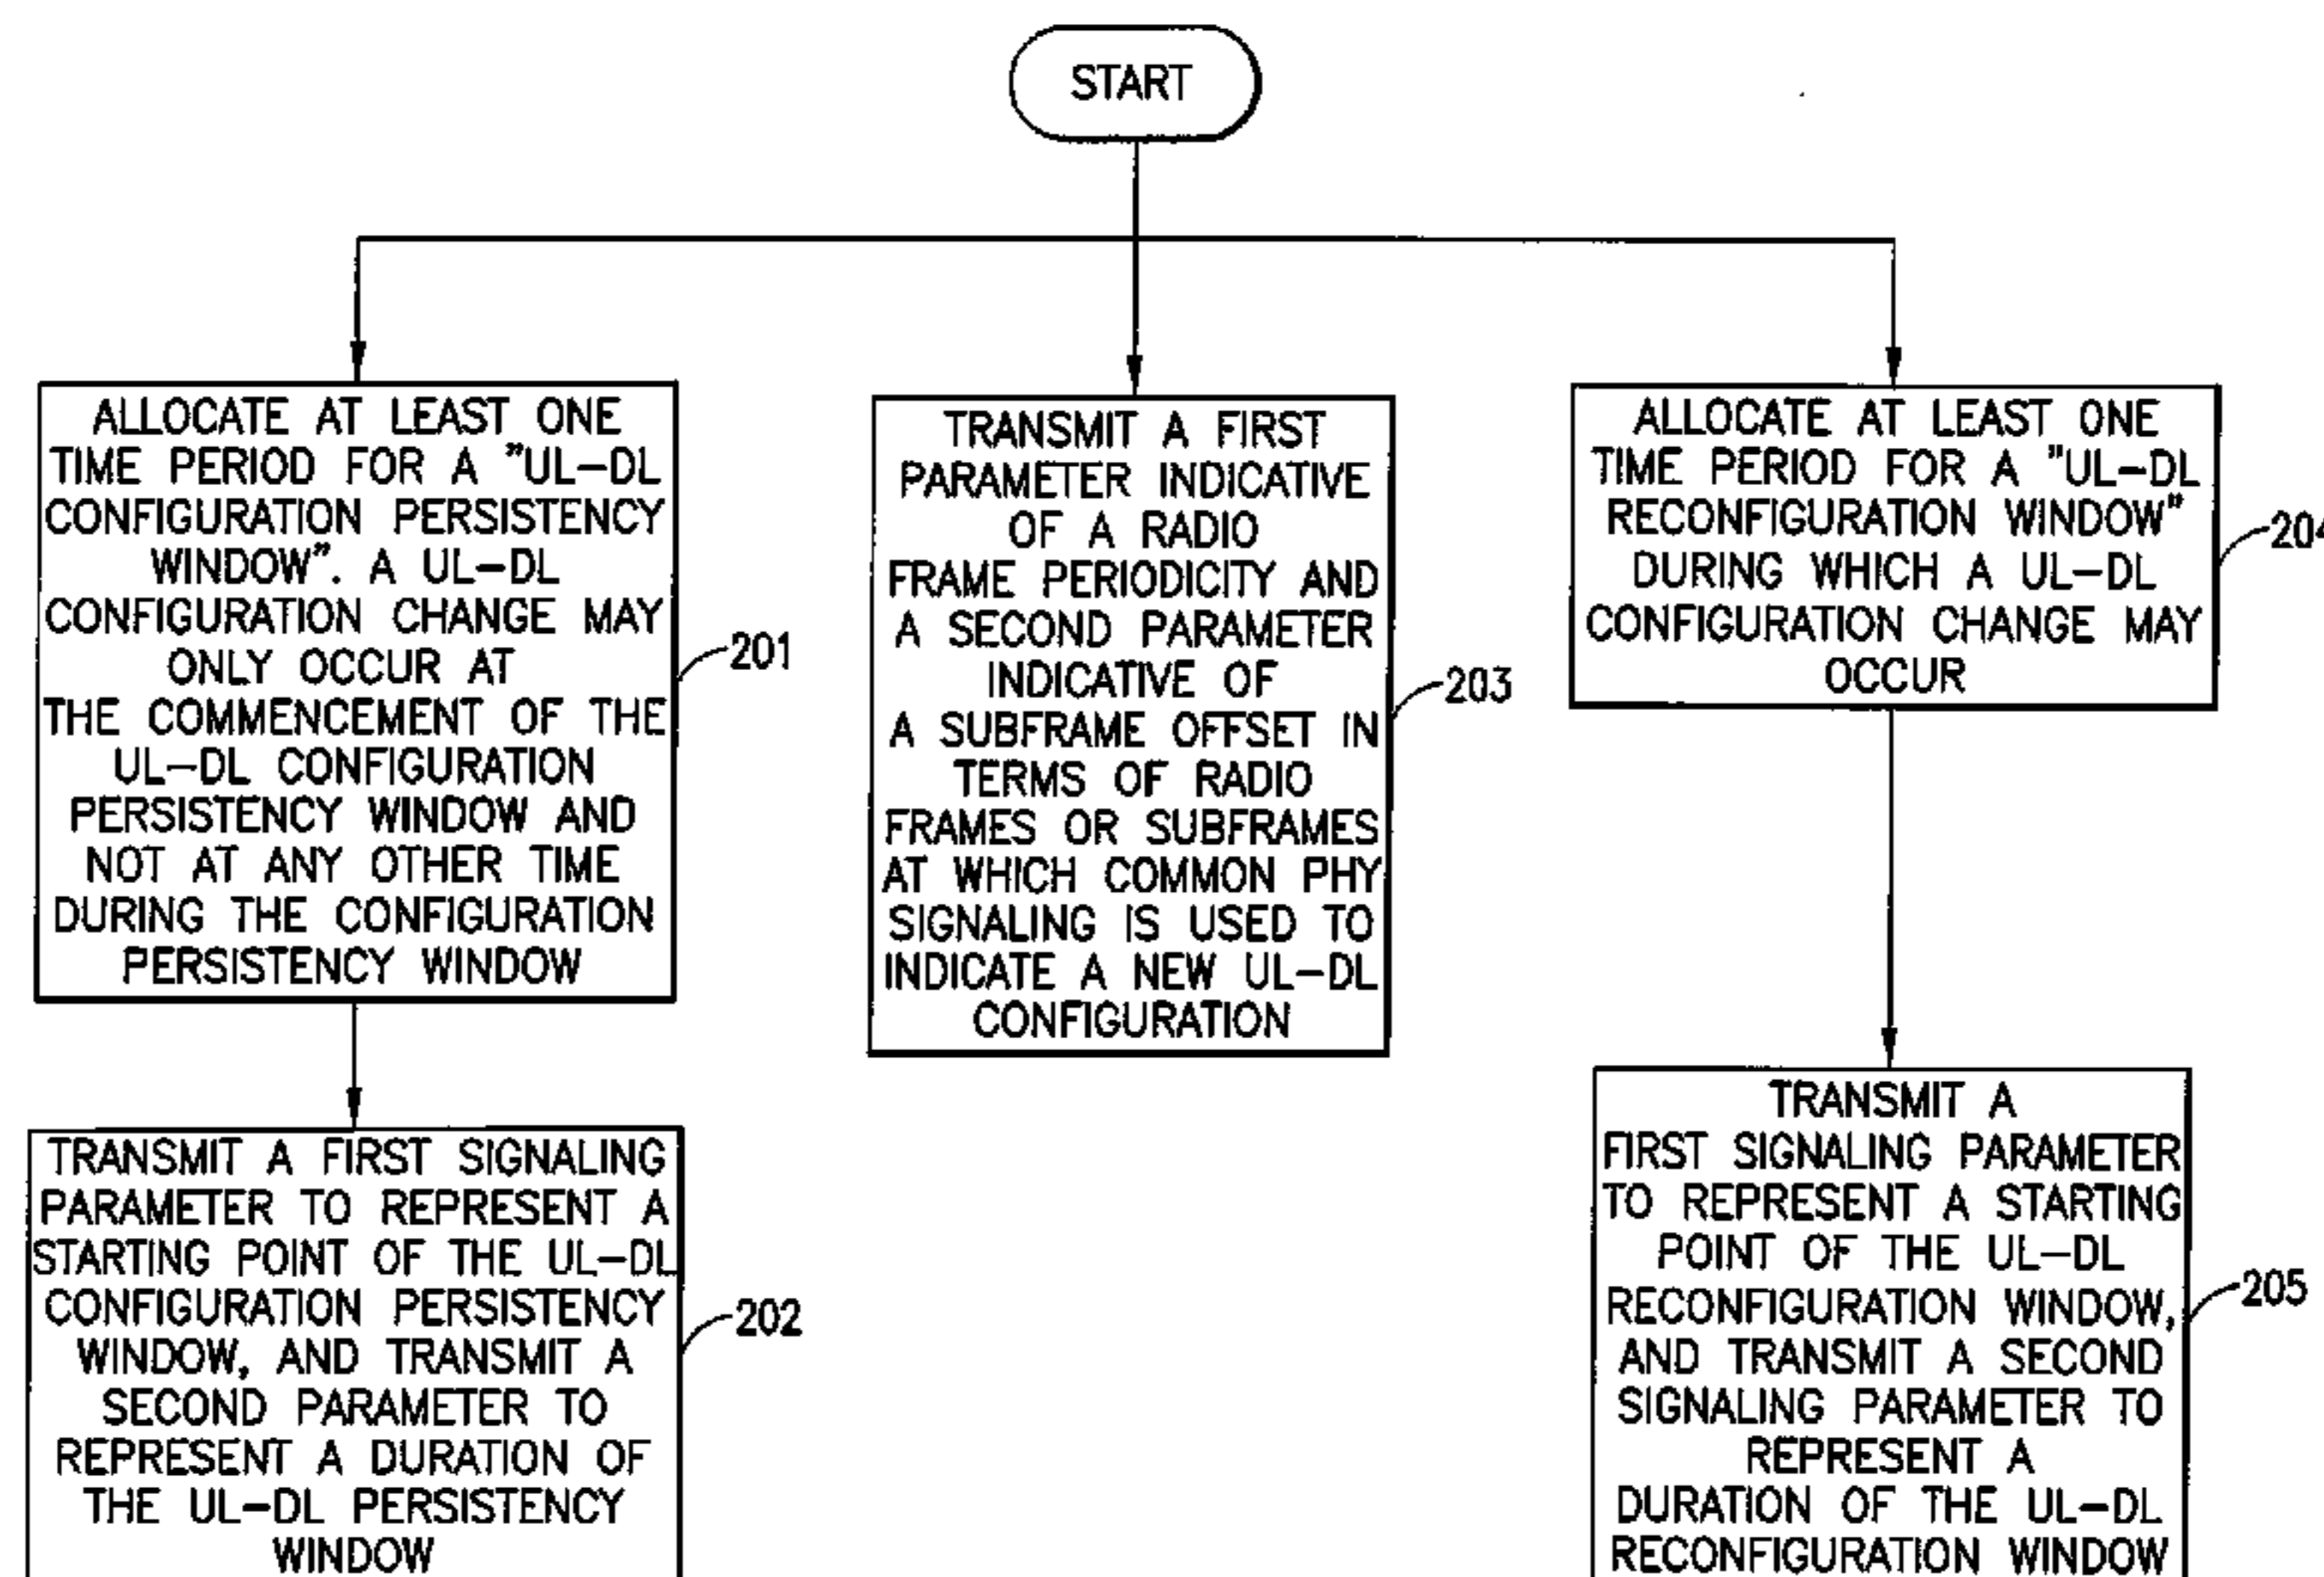 START
ALLOCATE AT LEAST ONE
TIME PERIOD FOR A "UL-DL
CONFIGURATION PERSISTENCY
WINDOW". A UL-DL
CONFIGURATION CHANGE MAY
ONLY OCCUR AT
THE COMMENCEMENT OF THE
UL-DL CONFIGURATION
PERSISTENCY WINDOW AND
NOT AT ANY OTHER TIME
DURING THE CONFIGURATION
PERSISTENCY WINDOW
201
TRANSMIT A FIRST SIGNALING
PARAMETER TO REPRESENT A
STARTING POINT OF THE UL-DL
CONFIGURATION PERSISTENCY
WINDOW, AND TRANSMIT A
SECOND PARAMETER TO
REPRESENT A DURATION OF
THE UL-DL PERSISTENCY
WINDOW
202
TRANSMIT A FIRST
PARAMETER INDICATIVE
OF A RADIO
FRAME PERIODICITY AND
A SECOND PARAMETER
INDICATIVE OF
A SUBFRAME OFFSET IN
TERMS OF RADIO
FRAMES OR SUBFRAMES
AT WHICH COMMON PHY
SIGNALING IS USED TO
INDICATE A NEW UL-DL
CONFIGURATION
203
ALLOCATE AT LEAST ONE
TIME PERIOD FOR A "UL-DL
RECONFIGURATION WINDOW"
DURING WHICH A UL-DL
CONFIGURATION CHANGE MAY
OCCUR
204
TRANSMIT A
FIRST SIGNALING PARAMETER
TO REPRESENT A STARTING
POINT OF THE UL-DL
RECONFIGURATION WINDOW,
AND TRANSMIT A SECOND
SIGNALING PARAMETER TO
REPRESENT A
DURATION OF THE UL-DL
RECONFIGURATION WINDOW
205